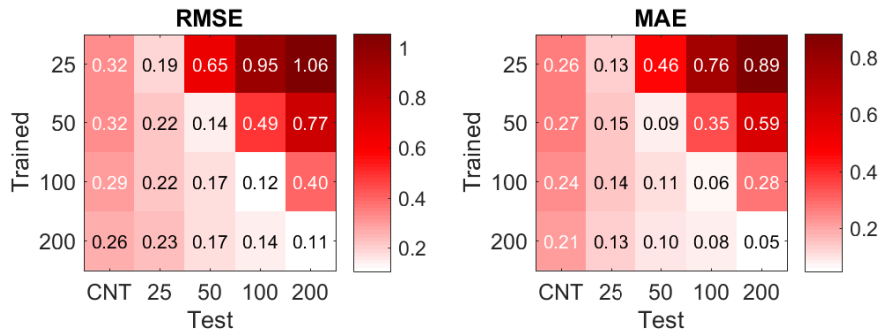 RMSE
25 0.32 0.19 0.65 0.95 1.06
50 0.32 0.22 0.14 0.49 0.77
100 0.29 0.22 0.17 0.12 0.40
200 0.26 0.23 0.17 0.14 0.11
CNT 25 50 100 200
Test
Trained
1
0.8
0.6
0.4
0.2
MAE
25 0.26 0.13 0.46 0.76 0.89
50 0.27 0.15 0.09 0.35 0.59
100 0.24 0.14 0.11 0.06 0.28
200 0.21 0.13 0.10 0.08 0.05
CNT 25 50 100 200
Test
Trained
0.8
0.6
0.4
0.2